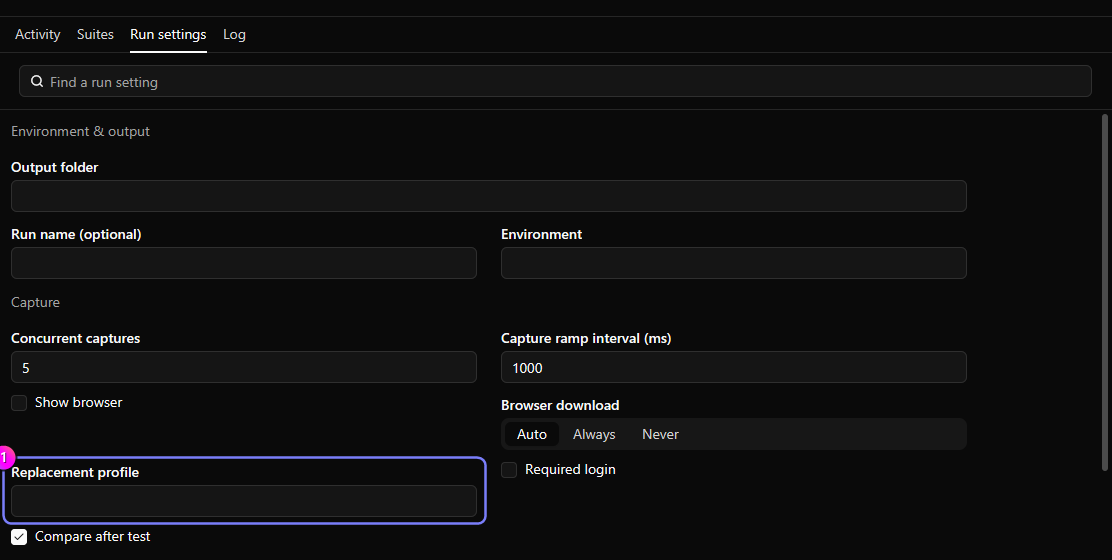 Activity Suites Run settings Log
Find a run setting
Environment & output
Output folder
Run name (optional) Environment
Capture
Concurrent captures Capture ramp interval (ms)
5 1000
Show browser
Browser download
Auto Always Never
1
Replacement profile Required login
Compare after test